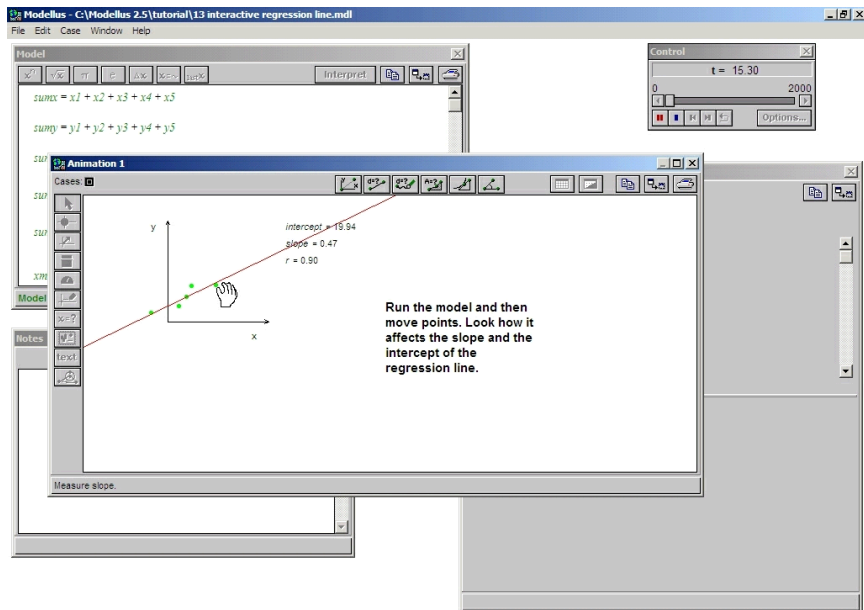 Modellus - C:\Modellus 2.5\tutorial\13 interactive regression line.mdl
File Edit Case Window Help
Model
Interpret
sumx = x1 + x2 + x3 + x4 + x5
sumy = y1 + y2 + y3 + y4 + y5
Control
t = 15.30
0 2000
Options...
Animation 1
Cases:
y
x
intercept = 19.94
slope = 0.47
r = 0.90
Run the model and then
move points. Look how it
affects the slope and the
intercept of the
regression line.
text
Measure slope.
xm
Model
Notes